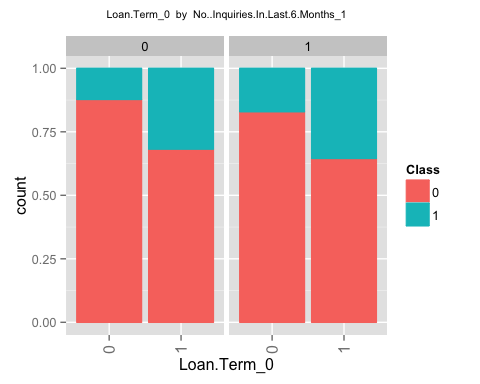 Loan.Term_0  by  No..Inquiries.In.Last.6.Months_1
0 1
1.00
0.75
0.50
0.25
0.00
count
0 1 0 1
Loan.Term_0
Class
0
1